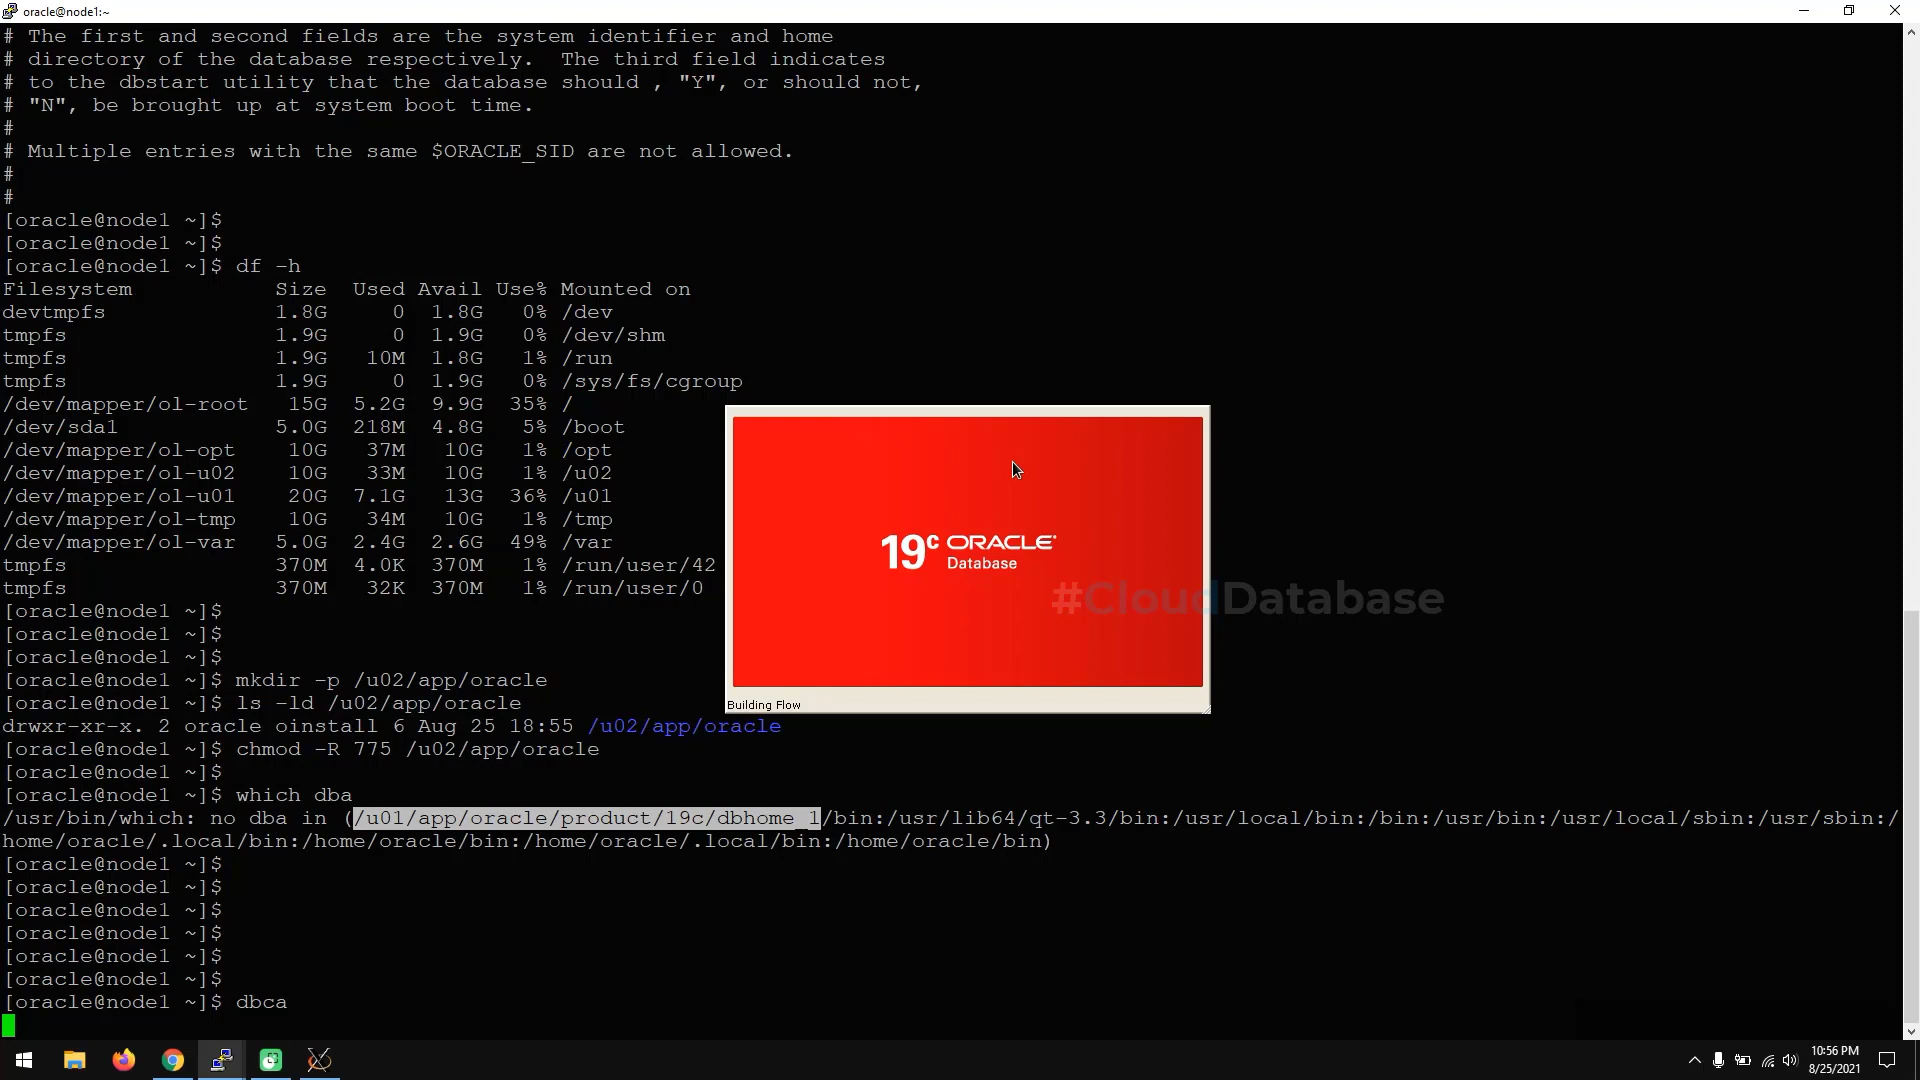 oracle@node1:~
# The first and second fields are the system identifier and home
# directory of the database respectively.  The third field indicates
# to the dbstart utility that the database should , "Y", or should not,
# "N", be brought up at system boot time.
#
# Multiple entries with the same $ORACLE_SID are not allowed.
#
#
[oracle@node1 ~]$
[oracle@node1 ~]$
[oracle@node1 ~]$ df -h
Filesystem           Size  Used Avail Use% Mounted on
devtmpfs             1.8G     0  1.8G   0% /dev
tmpfs                1.9G     0  1.9G   0% /dev/shm
tmpfs                1.9G   10M  1.8G   1% /run
tmpfs                1.9G     0  1.9G   0% /sys/fs/cgroup
/dev/mapper/ol-root   15G  5.2G  9.9G  35% /
/dev/sda1            5.0G  218M  4.8G   5% /boot
/dev/mapper/ol-opt    10G   37M   10G   1% /opt
/dev/mapper/ol-u02    10G   33M   10G   1% /u02
/dev/mapper/ol-u01    20G  7.1G   13G  36% /u01
/dev/mapper/ol-tmp    10G   34M   10G   1% /tmp
/dev/mapper/ol-var   5.0G  2.4G  2.6G  49% /var
tmpfs                370M  4.0K  370M   1% /run/user/42
tmpfs                370M   32K  370M   1% /run/user/0
[oracle@node1 ~]$
[oracle@node1 ~]$
[oracle@node1 ~]$
[oracle@node1 ~]$ mkdir -p /u02/app/oracle
[oracle@node1 ~]$ ls -ld /u02/app/oracle
drwxr-xr-x. 2 oracle oinstall 6 Aug 25 18:55 /u02/app/oracle
[oracle@node1 ~]$ chmod -R 775 /u02/app/oracle
[oracle@node1 ~]$
[oracle@node1 ~]$ which dba
/usr/bin/which: no dba in (/u01/app/oracle/product/19c/dbhome_1/bin:/usr/lib64/qt-3.3/bin:/usr/local/bin:/bin:/usr/bin:/usr/local/sbin:/usr/sbin:/
home/oracle/.local/bin:/home/oracle/bin:/home/oracle/.local/bin:/home/oracle/bin)
[oracle@node1 ~]$
[oracle@node1 ~]$
[oracle@node1 ~]$
[oracle@node1 ~]$
[oracle@node1 ~]$
[oracle@node1 ~]$
[oracle@node1 ~]$ dbca
19c ORACLE®
Database
#CloudDatabase
Building Flow
10:56 PM
8/25/2021